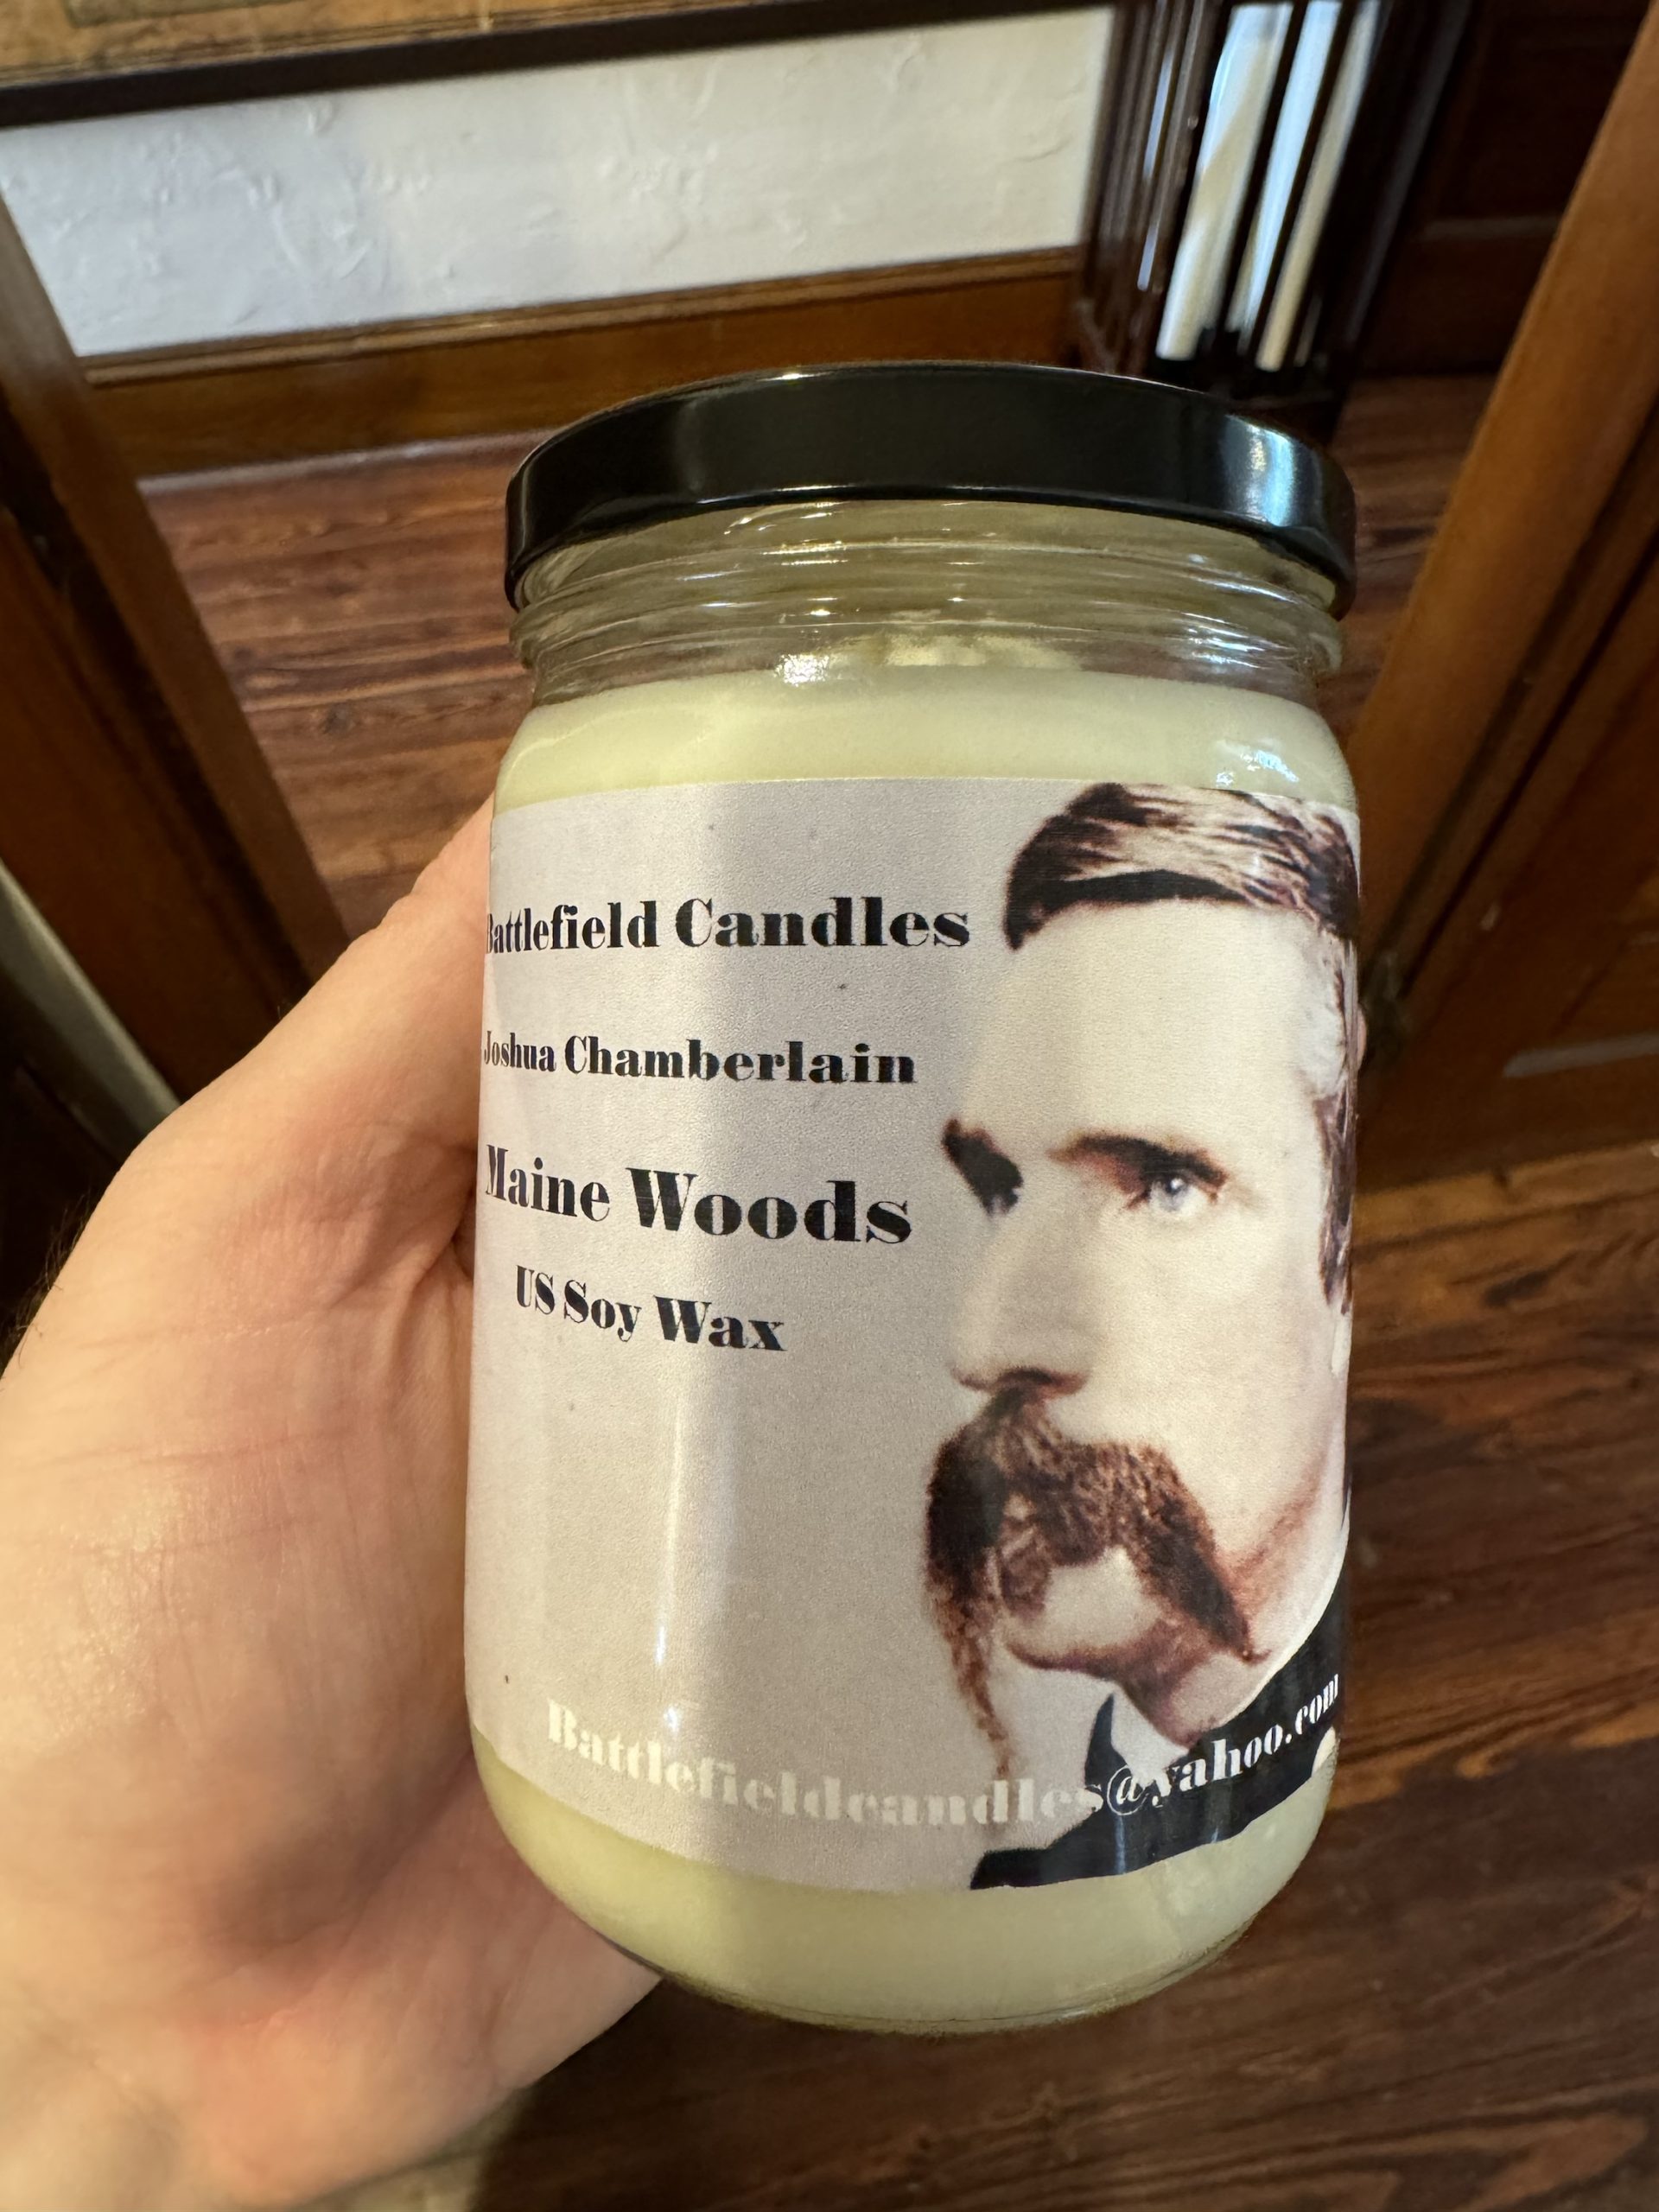 Battlefield Candles
Joshua Chamberlain
Maine Woods
US Soy Wax
Battlefieldcandles@yahoo.com